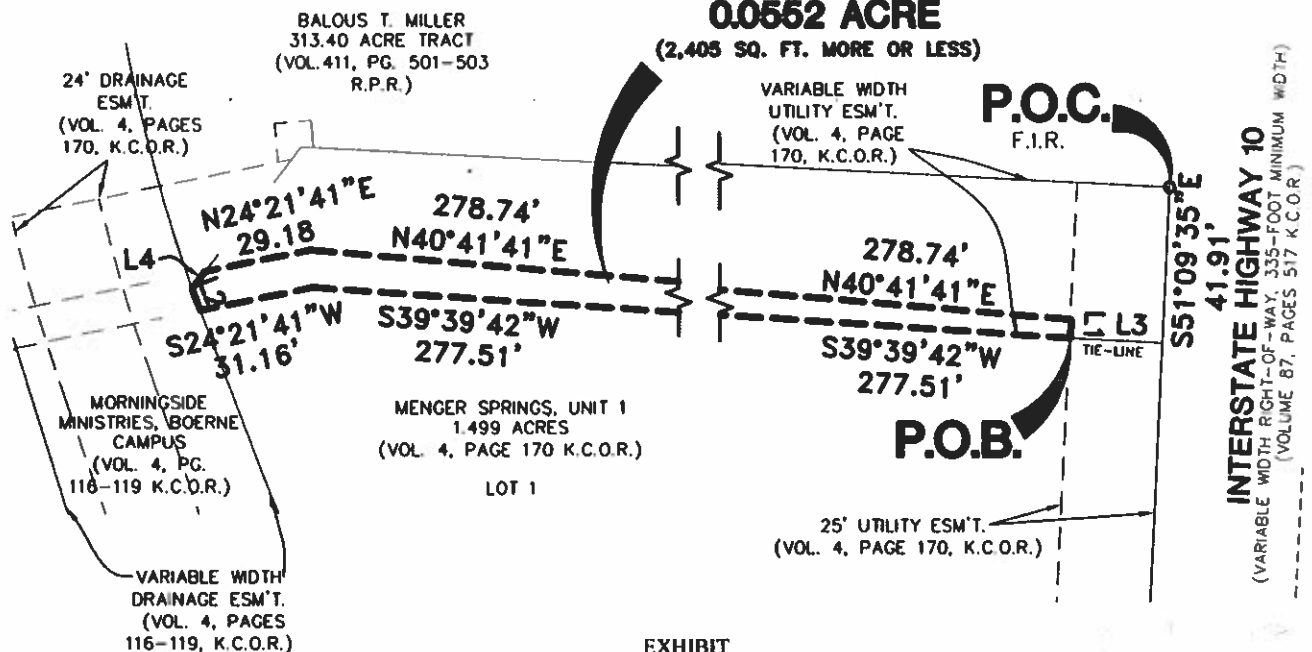 BALOUS T. MILLER
313.40 ACRE TRACT
(VOL.411, PG. 501-503
R.P.R.)
0.0552 ACRE
(2,405 SQ. FT. MORE OR LESS)
24' DRAINAGE
ESM'T.
(VOL. 4, PAGES
170, K.C.O.R.)
VARIABLE WIDTH
UTILITY ESM'T.
(VOL. 4, PAGE
170, K.C.O.R.)
P.O.C.
F.I.R.
N24°21'41"E
29.18
278.74'
N40°41'41"E
278.74'
N40°41'41"E
L4
L3
TIE-LINE
S51°09'35"E
41.91'
INTERSTATE HIGHWAY 10
(VARIABLE WIDTH RIGHT-OF-WAY, 335-FOOT MINIMUM WIDTH)
(VOLUME 87, PAGES 517 K.C.O.R.)
S24°21'41"W
31.16'
S39°39'42"W
277.51'
S39°39'42"W
277.51'
P.O.B.
MORNINGSIDE
MINISTRIES, BOERNE
CAMPUS
(VOL. 4, PG.
116-119 K.C.O.R.)
MENGER SPRINGS, UNIT 1
1.499 ACRES
(VOL. 4, PAGE 170 K.C.O.R.)
LOT 1
25' UTILITY ESM'T.
(VOL. 4, PAGE 170, K.C.O.R.)
VARIABLE WIDTH
DRAINAGE ESM'T.
(VOL. 4, PAGES
116-119, K.C.O.R.)
EXHIBIT